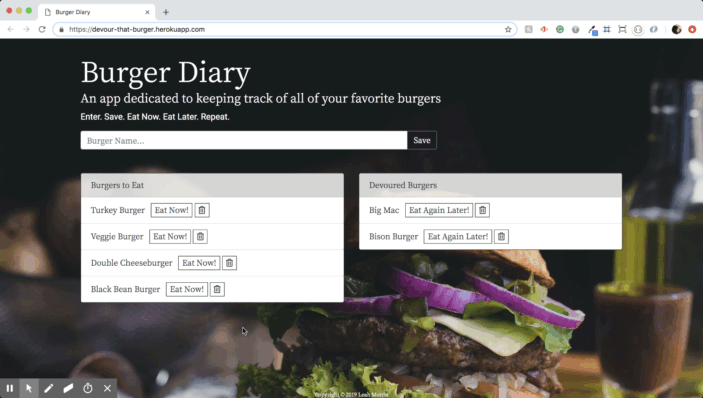 Burger Diary
https://devour-that-burger.herokuapp.com
Burger Diary
An app dedicated to keeping track of all of your favorite burgers
Enter. Save. Eat Now. Eat Later. Repeat.
Burger Name...
Save
Burgers to Eat
Turkey Burger Eat Now!
Veggie Burger Eat Now!
Double Cheeseburger Eat Now!
Black Bean Burger Eat Now!
Devoured Burgers
Big Mac Eat Again Later!
Bison Burger Eat Again Later!
Copyright © 2019 Leah